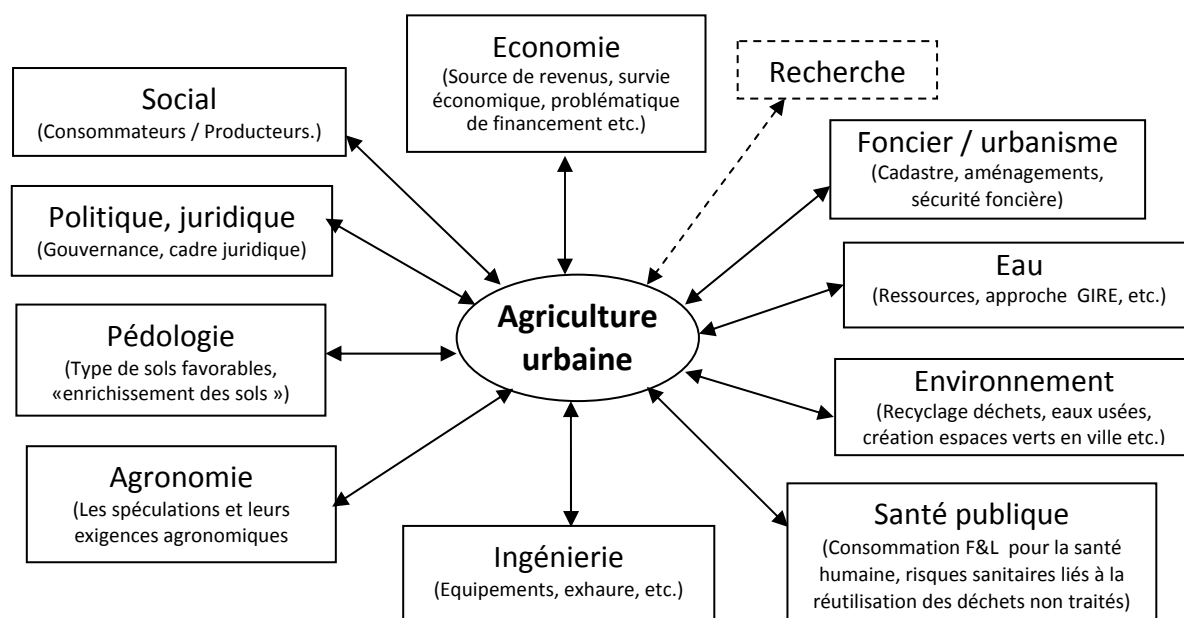 Economie
(Source de revenus, survie
économique, problématique
de financement etc.)
Recherche
Social
(Consommateurs / Producteurs.)
Foncier / urbanisme
(Cadastre, aménagements,
sécurité foncière)
Politique, juridique
(Gouvernance, cadre juridique)
Eau
(Ressources, approche GIRE, etc.)
Agriculture
urbaine
Pédologie
(Type de sols favorables,
«enrichissement des sols »)
Environnement
(Recyclage déchets, eaux usées,
création espaces verts en ville etc.)
Agronomie
(Les spéculations et leurs
exigences agronomiques
Ingénierie
(Equipements, exhaure, etc.)
Santé publique
(Consommation F&L pour la santé
humaine, risques sanitaires liés à la
réutilisation des déchets non traités)